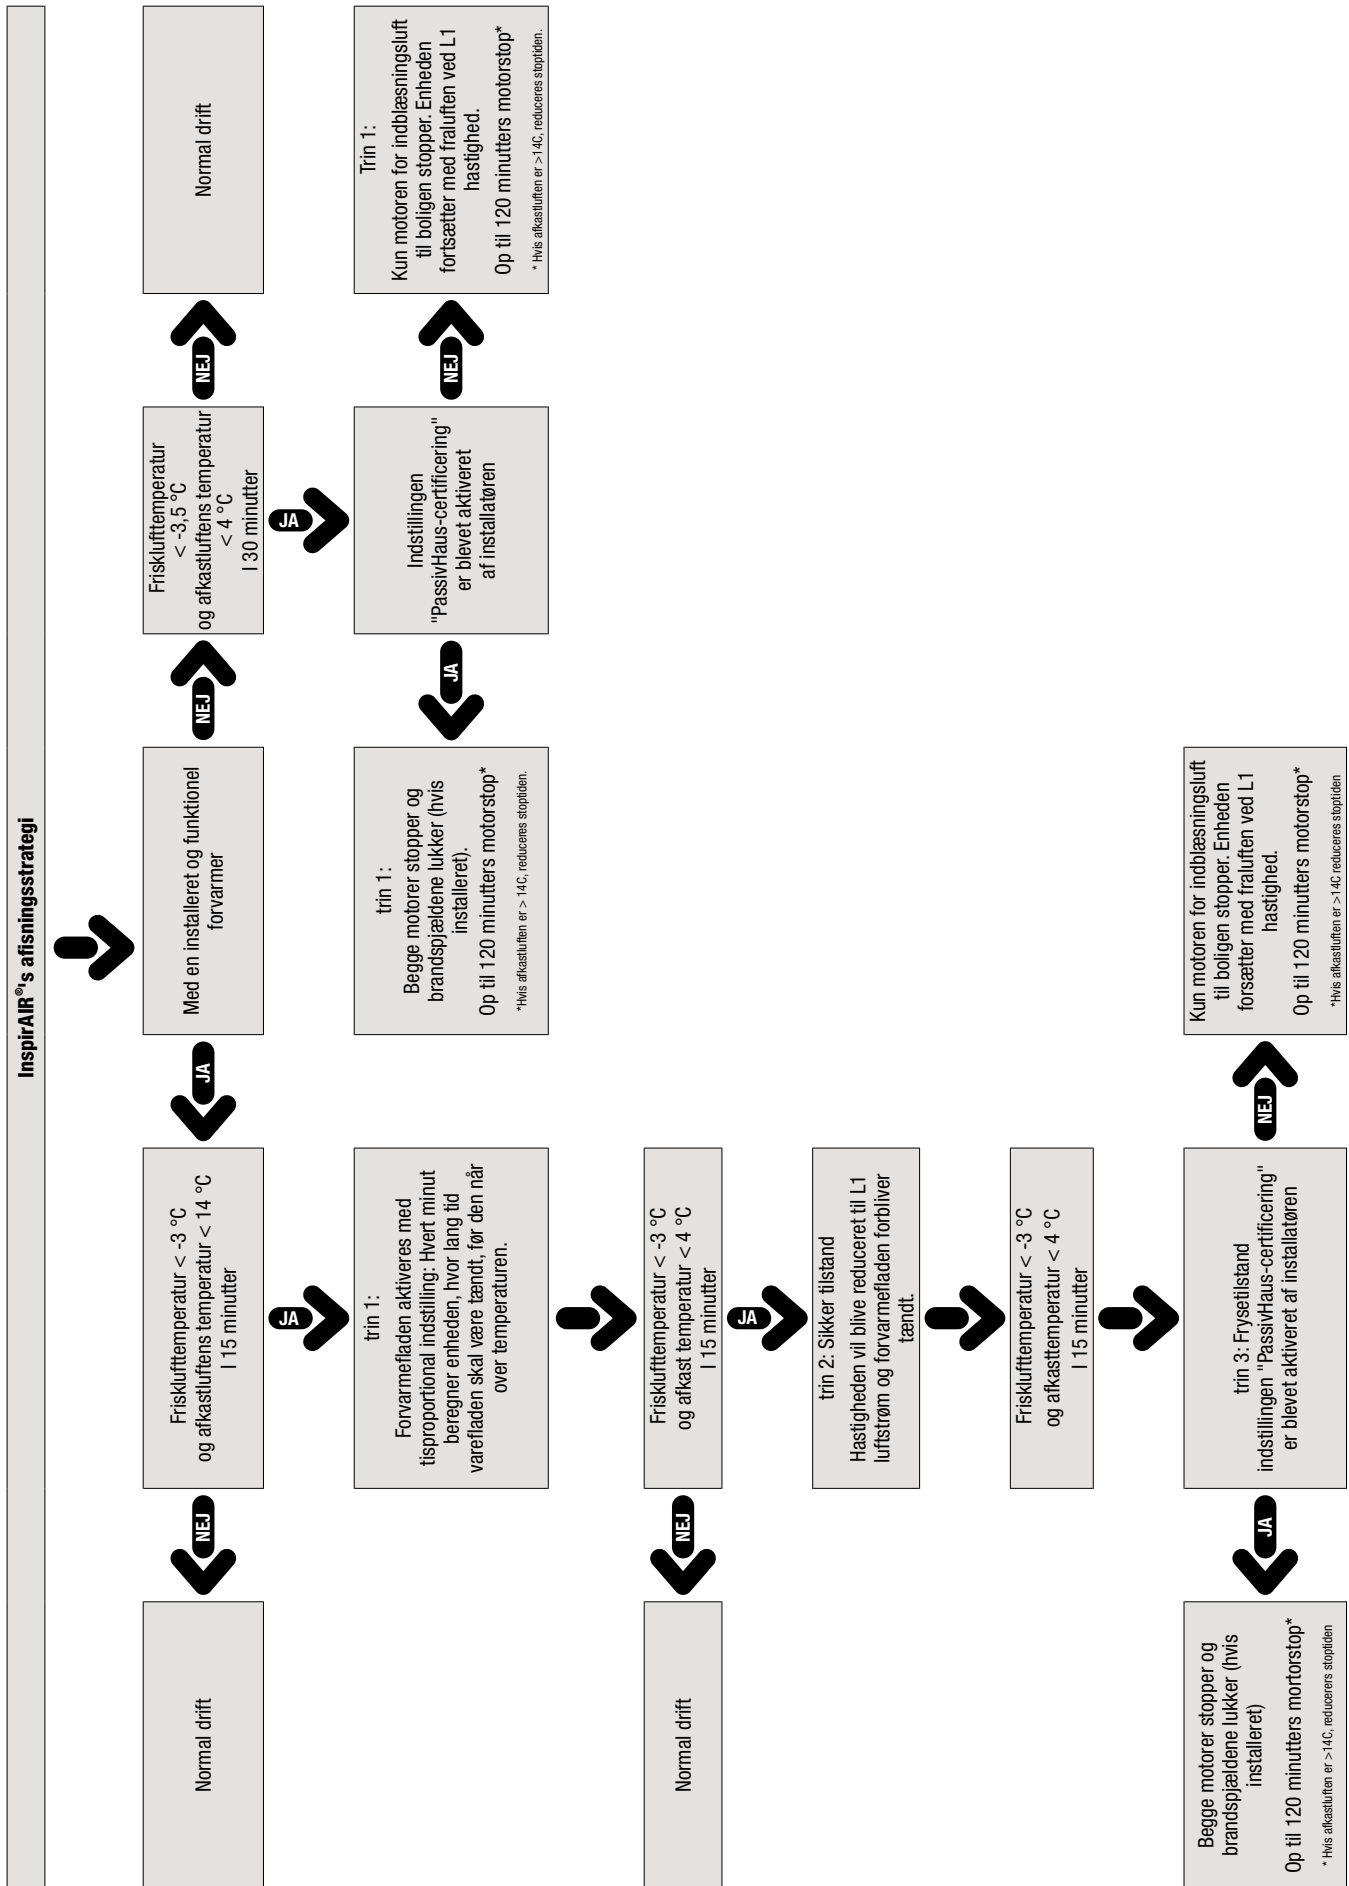 InspirAIR®'s afisningsstrategi
Med en installeret og funktionel
forvarmer
JA
NEJ
Frisklufttemperatur < -3 °C
og afkastluftens temperatur < 14 °C
I 15 minutter
NEJ
Normal drift
JA
trin 1:
Forvarmefladen aktiveres med
tisproportional indstilling: Hvert minut
beregner enheden, hvor lang tid
varefladen skal være tændt, før den når
over temperaturen.
Friskluftttemperatur < -3 °C
og afkast temperatur < 4 °C
I 15 minutter
NEJ
Normal drift
JA
trin 2: Sikker tilstand
Hastigheden vil blive reduceret til L1
luftstrøm og forvarmefladen forbliver
tændt.
Friskluftttemperatur < -3 °C
og afkasttemperatur < 4 °C
I 15 minutter
trin 3: Frysetilstand
indstillingen "PassivHaus-certificering"
er blevet aktiveret af installatøren
JA
Begge motorer stopper og
brandspjældene lukker (hvis
installeret)
Op til 120 minutters mortorstop*
* Hvis afkastluften er >14C, reducerers stoptiden
NEJ
Kun motoren for indblæsningsluft
til boligen stopper. Enheden
forsætter med fraluften ved L1
hastighed.
Op til 120 minutters motorstop*
*Hvis afkastluften er >14C reduceres stoptiden
Friskluftttemperatur
< -3,5 °C
og afkastluftens temperatur
< 4 °C
I 30 minutter
NEJ
Normal drift
JA
Indstillingen
"PassivHaus-certificering"
er blevet aktiveret
af installatøren
JA
trin 1:
Begge motorer stopper og
brandspjældene lukker (hvis
installeret).
Op til 120 minutters motorstop*
*Hvis afkastluften er > 14C, reduceres stoptiden.
NEJ
Trin 1:
Kun motoren for indblæsningsluft
til boligen stopper. Enheden
fortsætter med fraluften ved L1
hastighed.
Op til 120 minutters motorstop*
* Hvis afkastluften er >14C, reduceres stoptiden.